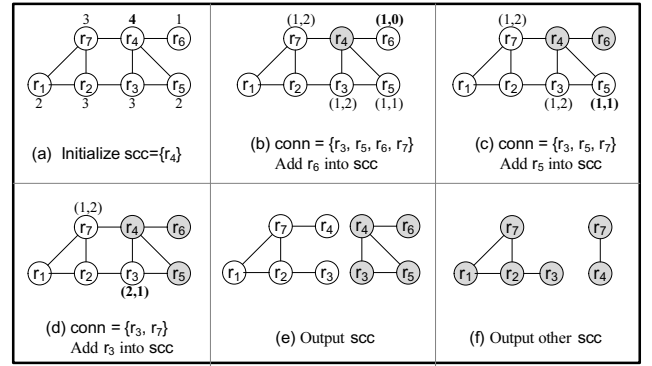 3 4 1
r7 r4 r6
r1 r2 r3 r5
2 3 3 2
(a) Initialize scc={r4}
(1,2) (1,0)
r7 r4 r6
r1 r2 r3 r5
(1,2) (1,1)
(b) conn = {r3, r5, r6, r7}
Add r6 into scc
(1,2)
r7 r4 r6
r1 r2 r3 r5
(1,2) (1,1)
(c) conn = {r3, r5, r7}
Add r5 into scc
(1,2)
r7 r4 r6
r1 r2 r3 r5
(2,1)
(d) conn = {r3, r7}
Add r3 into scc
r7 r4 r4 r6
r1 r2 r3 r3 r5
(e) Output scc
r7 r7
r1 r2 r3 r4
(f) Output other scc